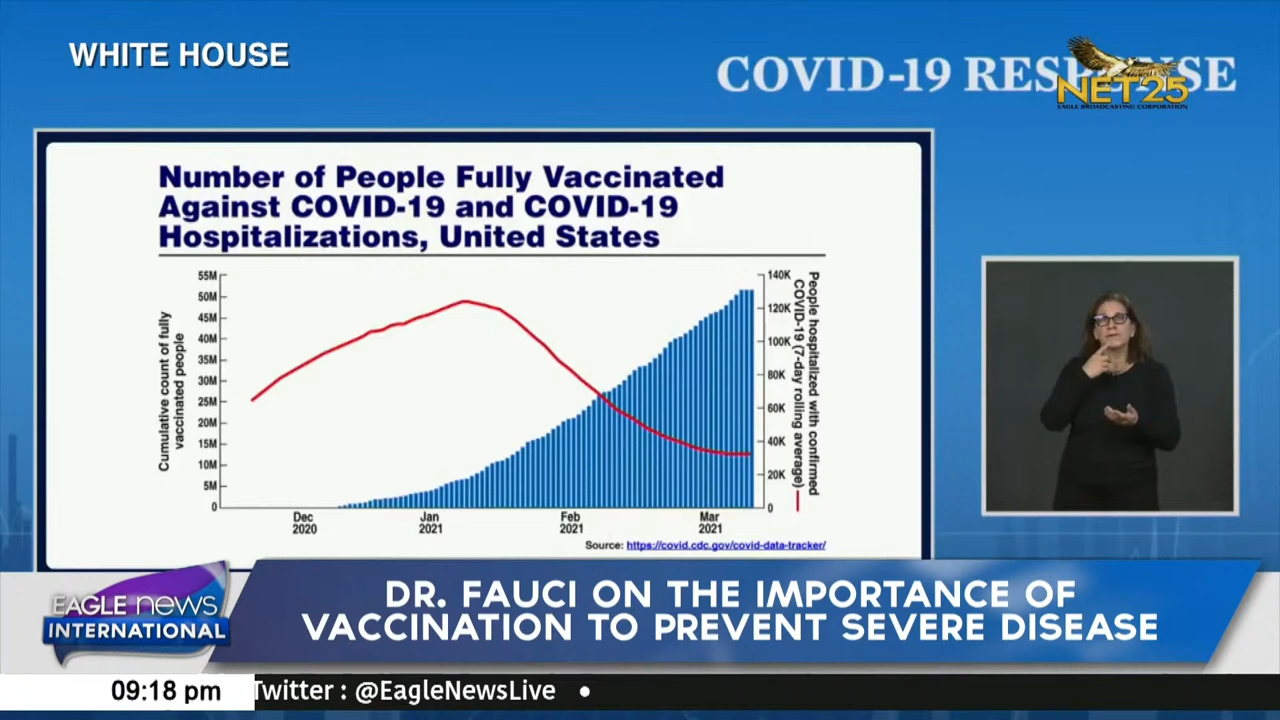 WHITE HOUSE
COVID-19 RESPONSE
NET25
EAGLE BROADCASTING CORPORATION
Number of People Fully Vaccinated
Against COVID-19 and COVID-19
Hospitalizations, United States
Cumulative count of fully
vaccinated people
55M
50M
45M
40M
35M
30M
25M
20M
15M
10M
5M
0
140K
120K
100K
80K
60K
40K
20K
0
People hospitalized with confirmed
COVID-19 (7-day rolling average)
Dec
2020
Jan
2021
Feb
2021
Mar
2021
Source: https://covid.cdc.gov/covid-data-tracker/
EAGLE news
INTERNATIONAL
DR. FAUCI ON THE IMPORTANCE OF
VACCINATION TO PREVENT SEVERE DISEASE
09:18 pm
Twitter : @EagleNewsLive •